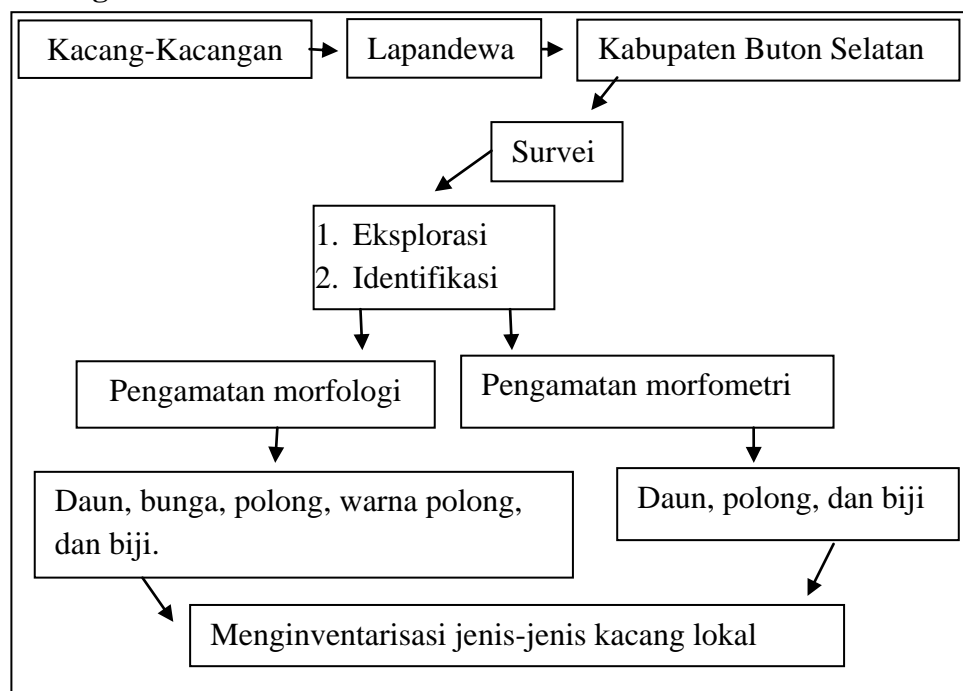 Kacang-Kacangan
Lapandewa
Kabupaten Buton Selatan
Survei
1. Eksplorasi
2. Identifikasi
Pengamatan morfologi
Pengamatan morfometri
Daun, bunga, polong, warna polong,
dan biji.
Daun, polong, dan biji
Menginventarisasi jenis-jenis kacang lokal